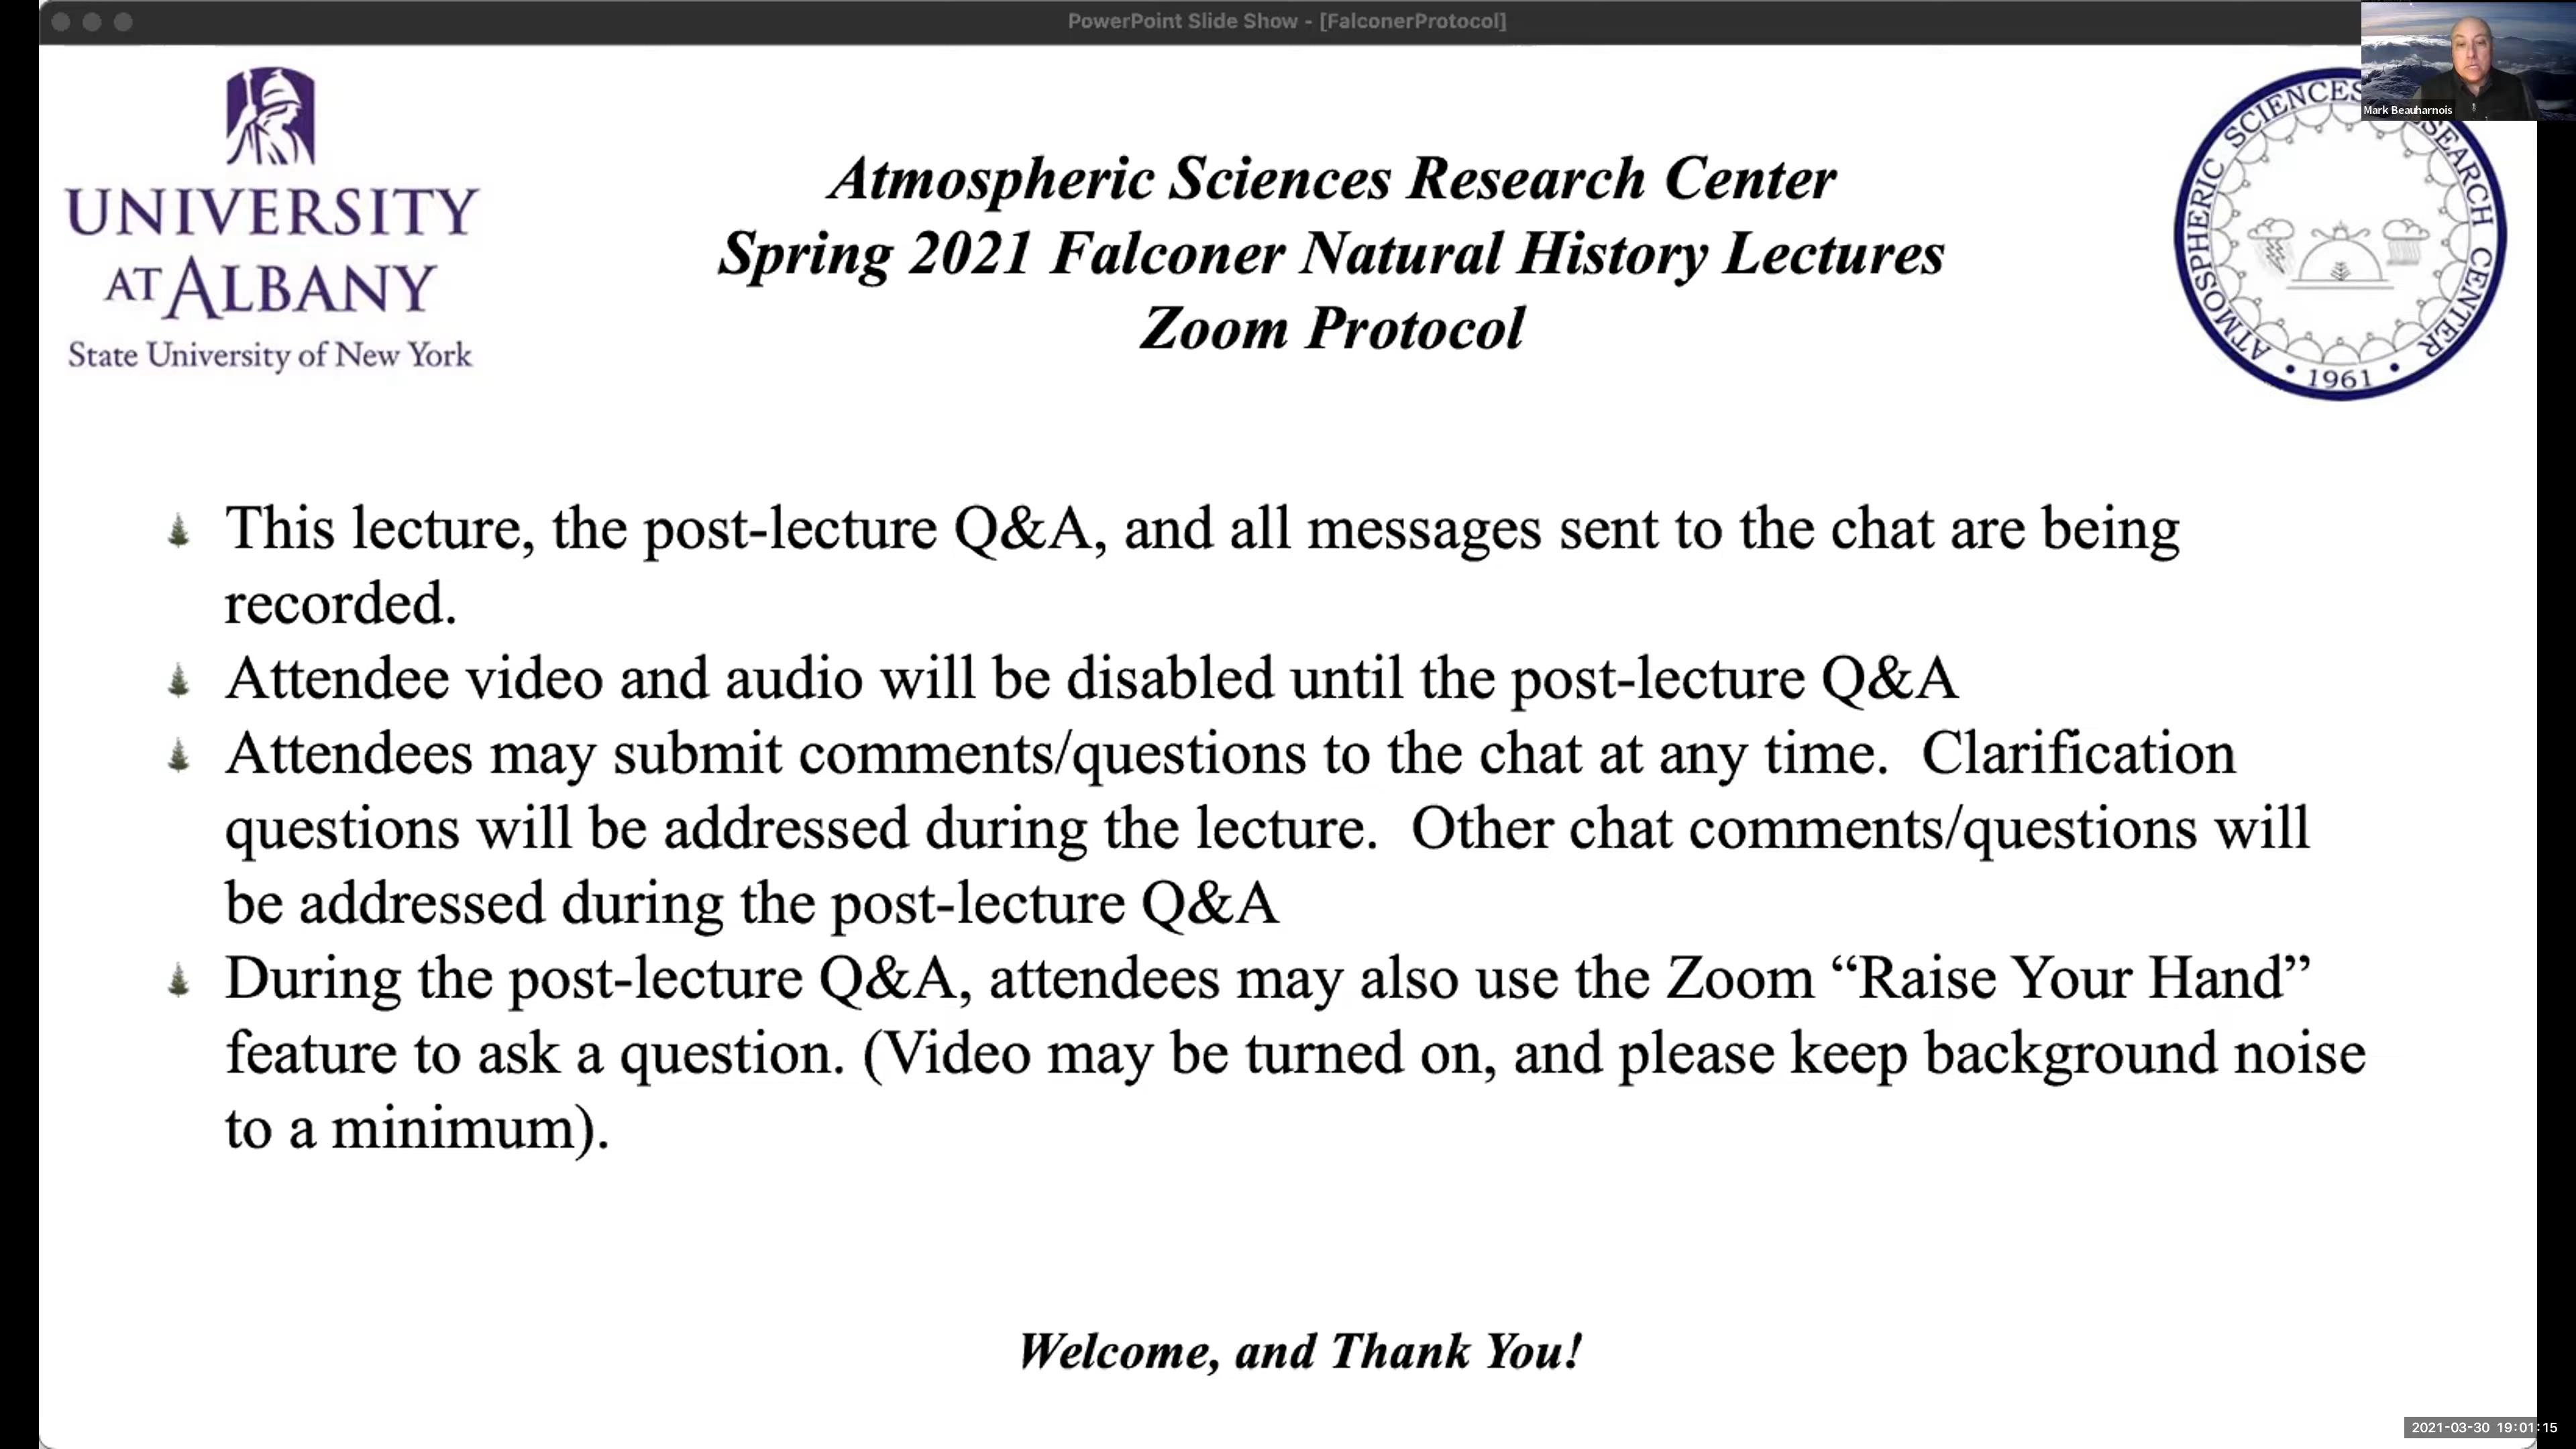 PowerPoint Slide Show - [FalconerProtocol]
Mark Beauharnois
UNIVERSITY
AT ALBANY
State University of New York
Atmospheric Sciences Research Center
Spring 2021 Falconer Natural History Lectures
Zoom Protocol
ATMOSPHERIC SCIENCES RESEARCH CENTER
• 1961 •
This lecture, the post-lecture Q&A, and all messages sent to the chat are being
recorded.
Attendee video and audio will be disabled until the post-lecture Q&A
Attendees may submit comments/questions to the chat at any time.  Clarification
questions will be addressed during the lecture.  Other chat comments/questions will
be addressed during the post-lecture Q&A
During the post-lecture Q&A, attendees may also use the Zoom “Raise Your Hand”
feature to ask a question. (Video may be turned on, and please keep background noise
to a minimum).
Welcome, and Thank You!
2021-03-30 19:01:15